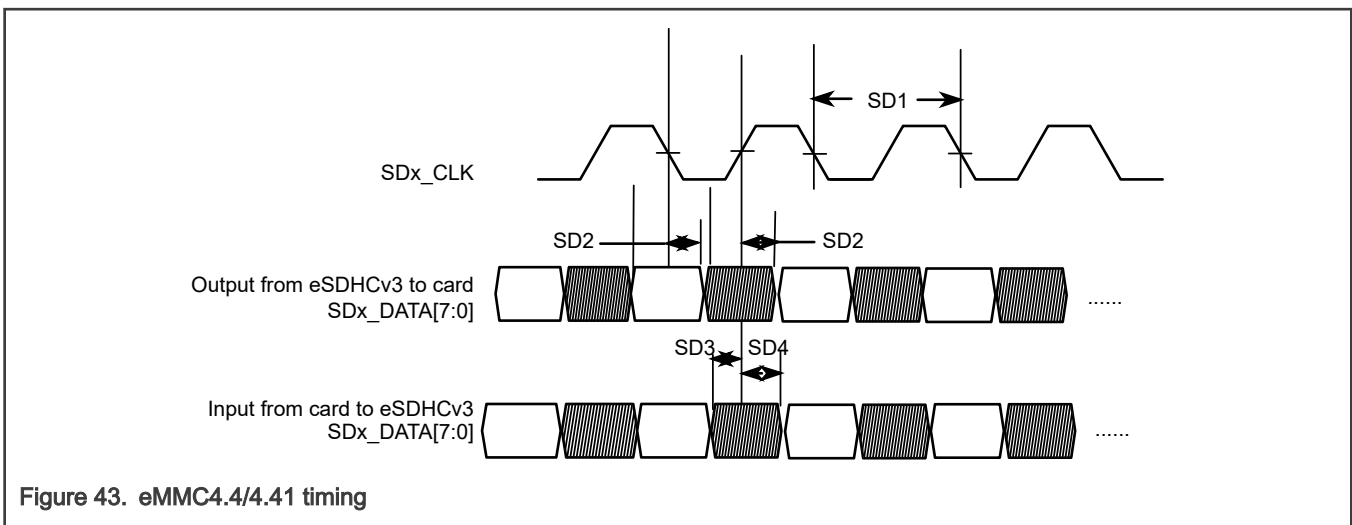 SD1
SDx_CLK
SD2
SD2
Output from eSDHCv3 to card
SDx_DATA[7:0]
......
SD3
SD4
Input from card to eSDHCv3
SDx_DATA[7:0]
......
Figure 43. eMMC4.4/4.41 timing